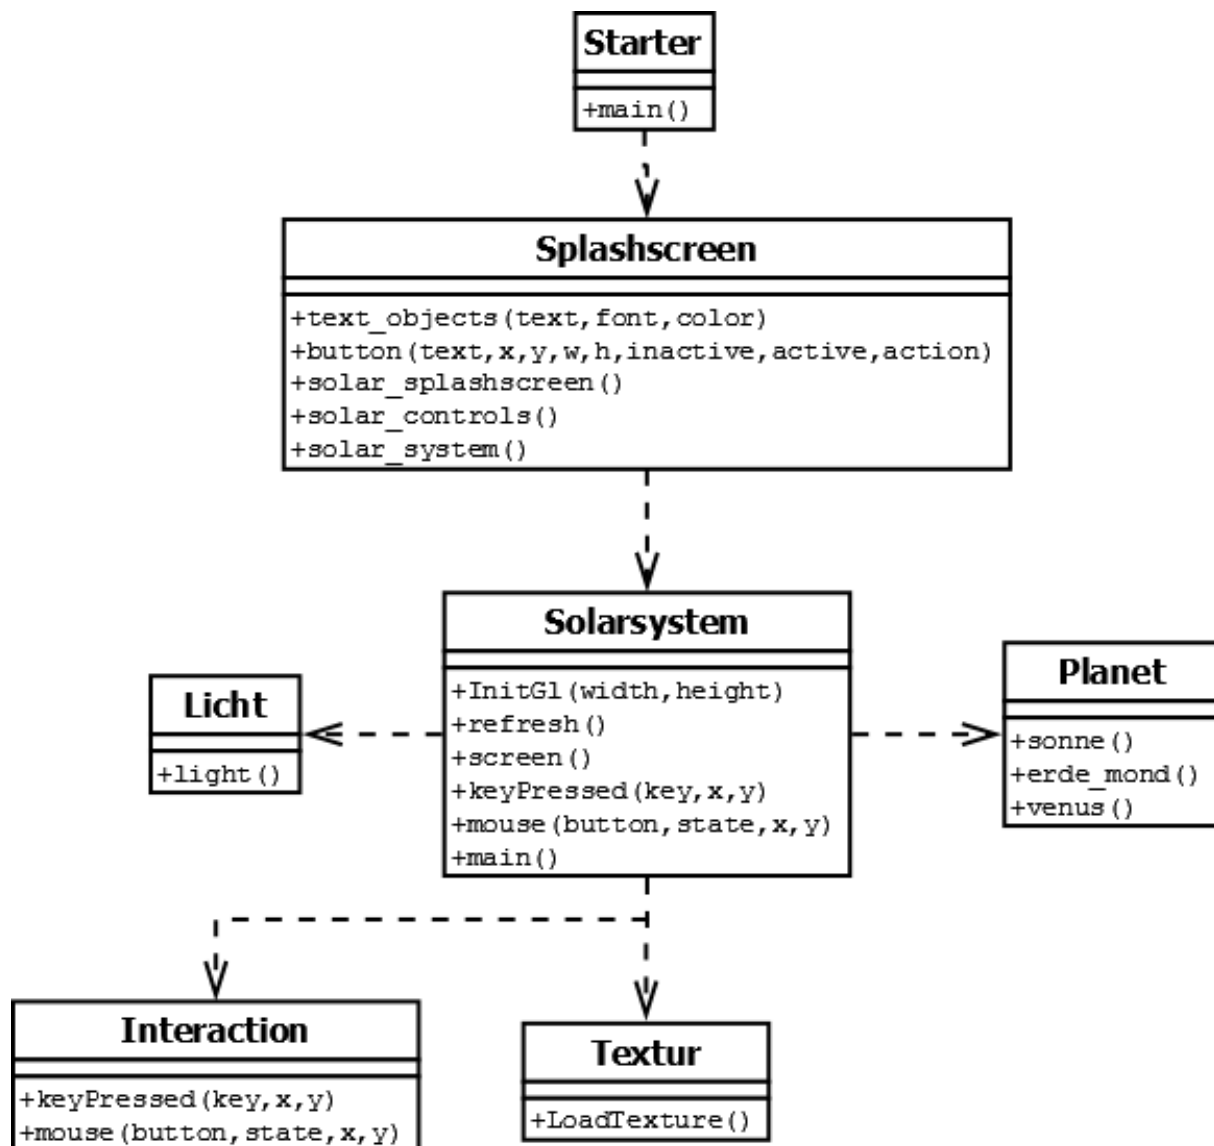 Starter
+main()
Splashscreen
+text_objects(text,font,color)
+button(text,x,y,w,h,inactive,active,action)
+solar_splashscreen()
+solar_controls()
+solar_system()
Solarsystem
+InitGl(width,height)
+refresh()
+screen()
+keyPressed(key,x,y)
+mouse(button,state,x,y)
+main()
Licht
+light()
Planet
+sonne()
+erde_mond()
+venus()
Interaction
+keyPressed(key,x,y)
+mouse(button,state,x,y)
Textur
+LoadTexture()